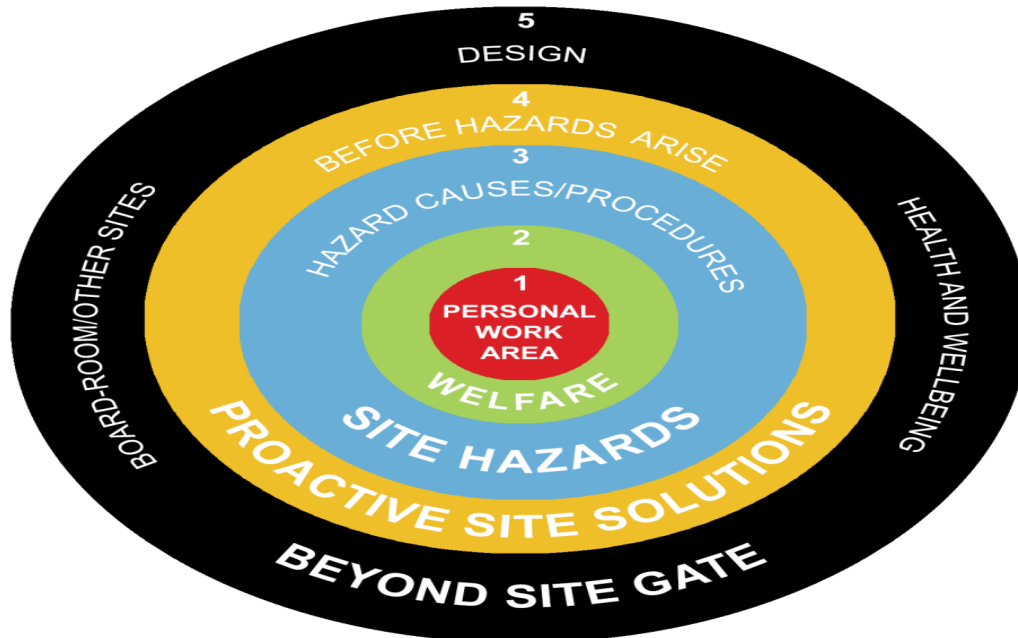 5
DESIGN
BOARD-ROOM/OTHER SITES
HEALTH AND WELLBEING
4
BEFORE HAZARDS ARISE
3
HAZARD CAUSES/PROCEDURES
2
1
PERSONAL
WORK
AREA
WELFARE
SITE HAZARDS
PROACTIVE SITE SOLUTIONS
BEYOND SITE GATE